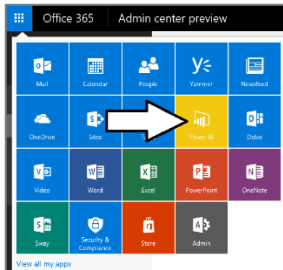 Office 365 Admin center preview
Mail Calendar People Yammer Newsfeed
OneDrive Sites Power BI Delve
Video Word Excel PowerPoint OneNote
Sway Security & Compliance Store Admin
View all my apps